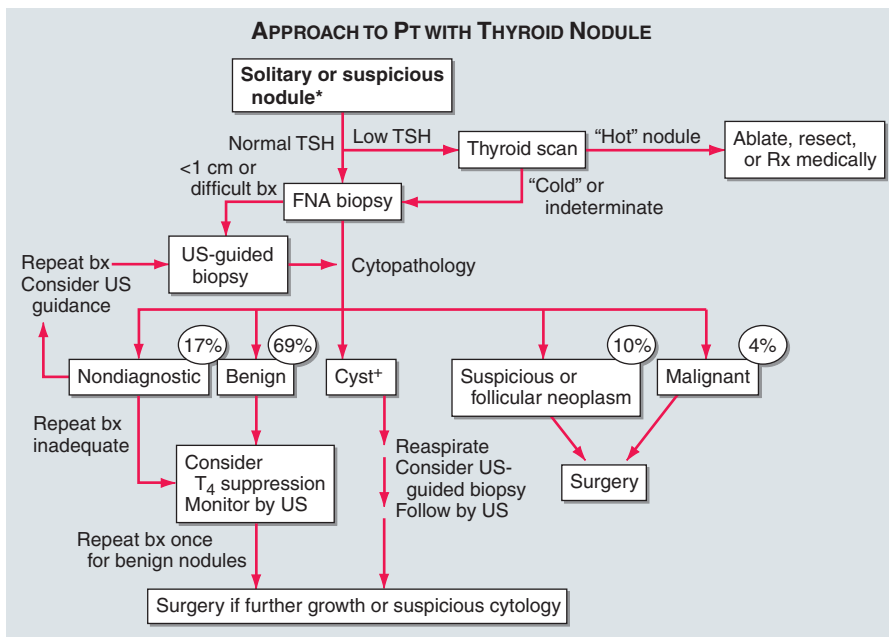 APPROACH TO PT WITH THYROID NODULE
Solitary or suspicious
nodule*
Normal TSH
Low TSH
Thyroid scan
"Hot" nodule
Ablate, resect,
or Rx medically
<1 cm or
difficult bx
FNA biopsy
"Cold" or
indeterminate
Repeat bx
Consider US
guidance
US-guided
biopsy
Cytopathology
17%
Nondiagnostic
69%
Benign
Cyst+
10%
Suspicious or
follicular neoplasm
4%
Malignant
Repeat bx
inadequate
Consider
T4 suppression
Monitor by US
Reaspirate
Consider US-
guided biopsy
Follow by US
Surgery
Repeat bx once
for benign nodules
Surgery if further growth or suspicious cytology